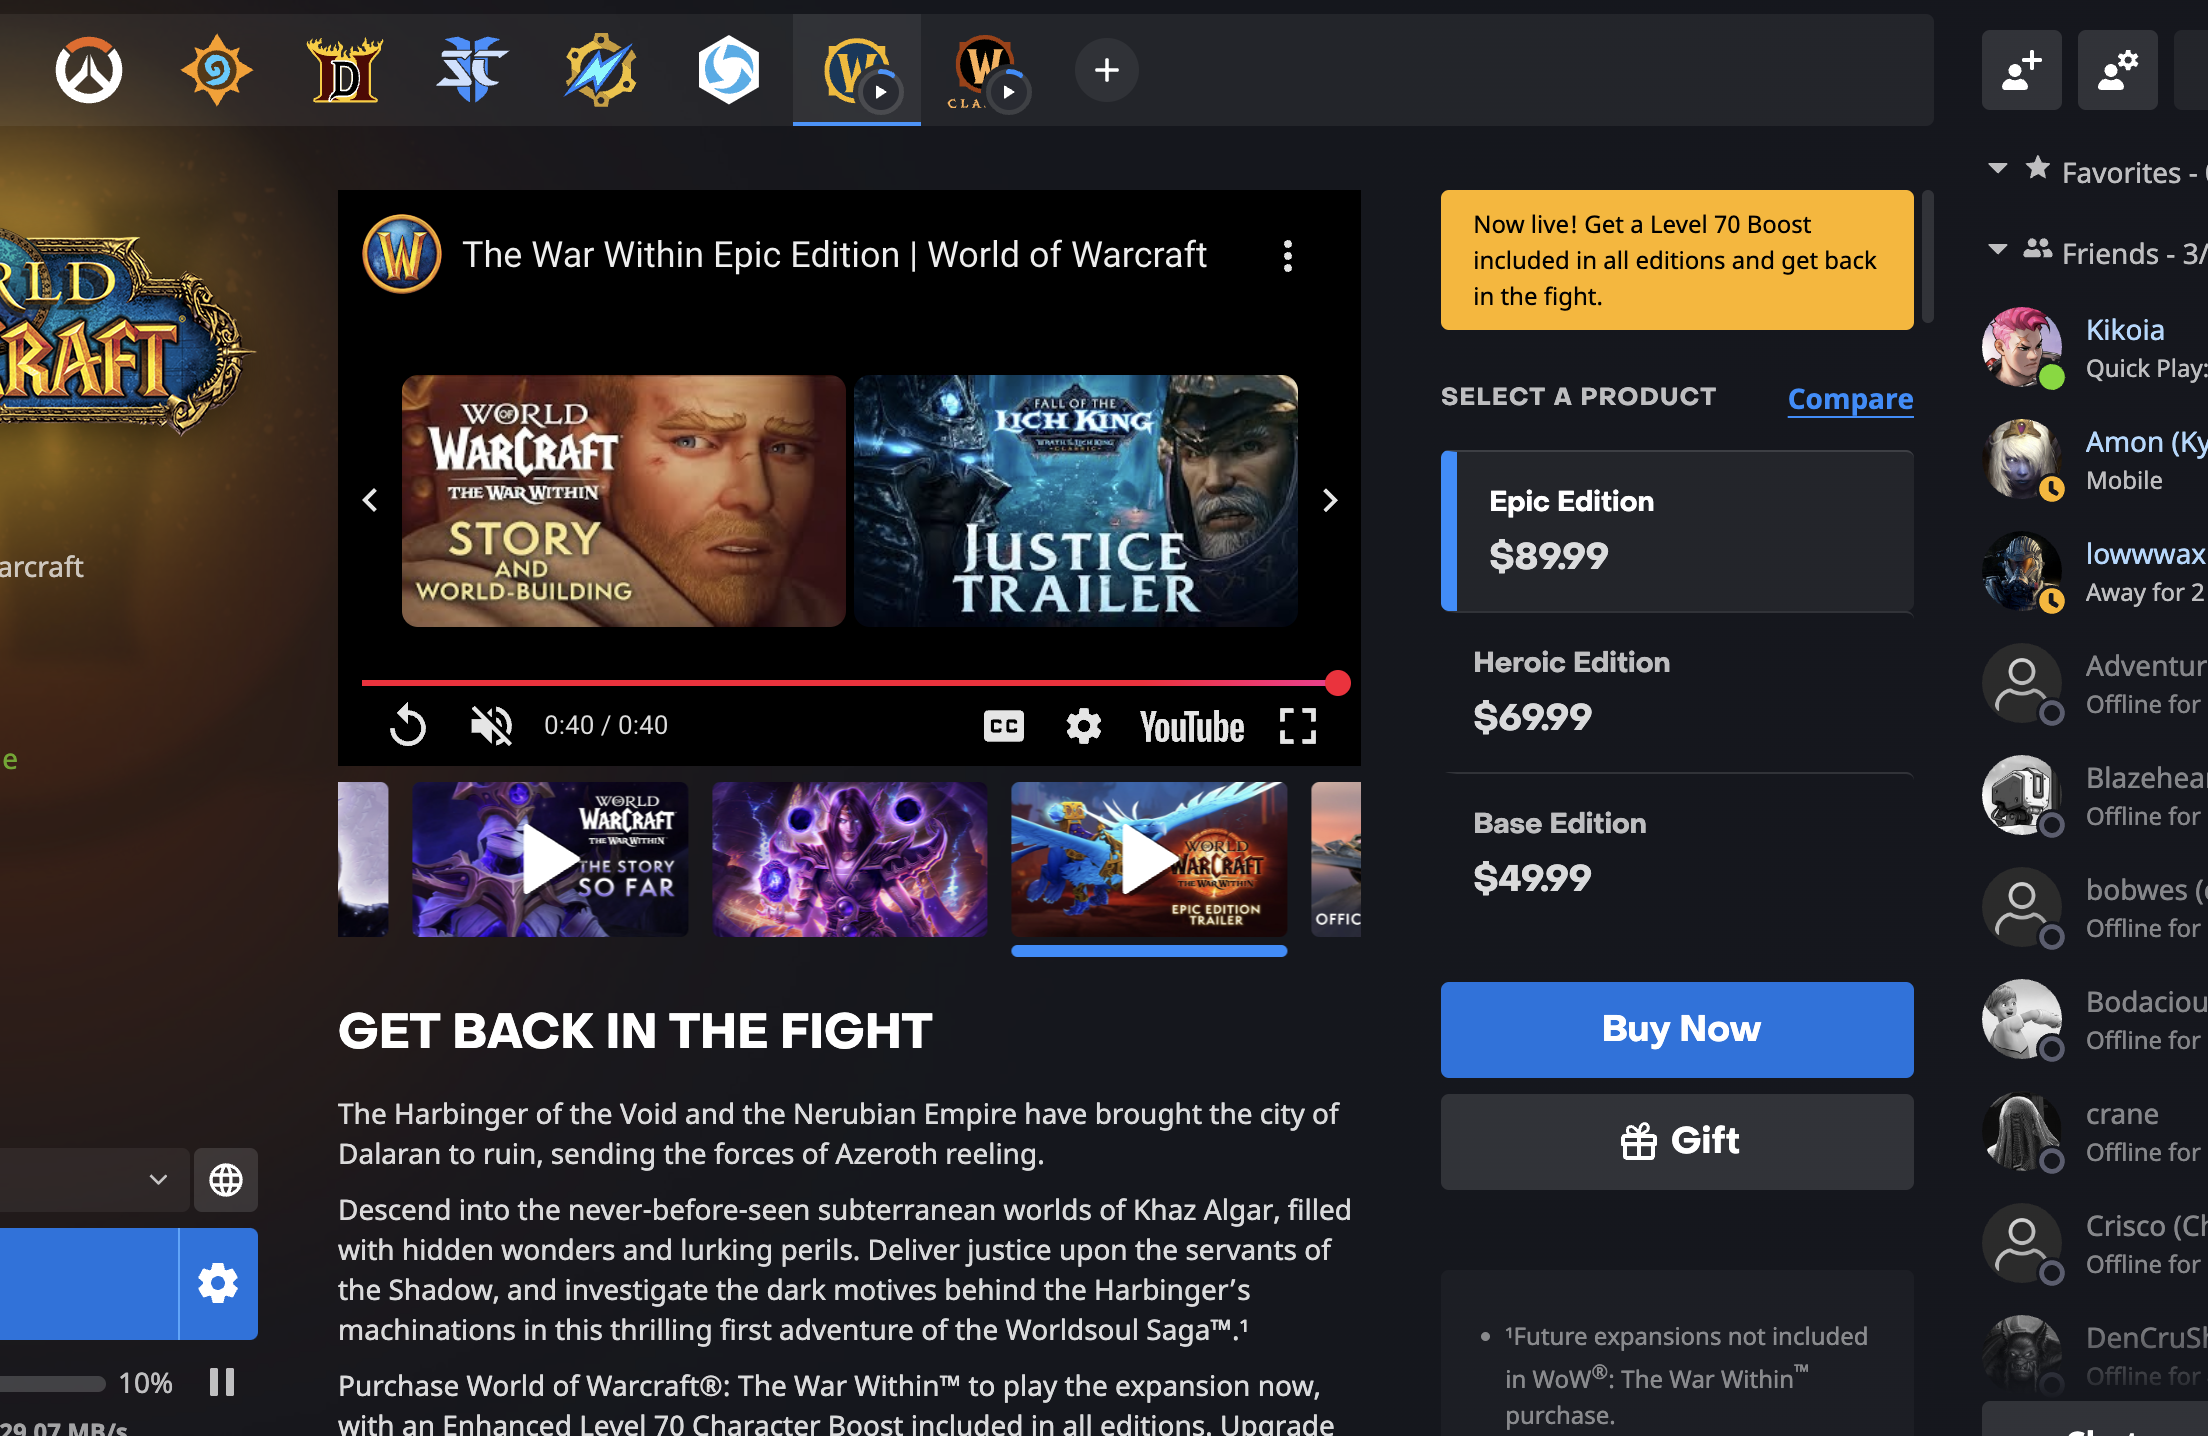 CLA
Now live! Get a Level 70 Boost
included in all editions and get back
in the fight.
SELECT A PRODUCT
Compare
Epic Edition
$89.99
Heroic Edition
$69.99
Base Edition
$49.99
Buy Now
Gift
•
¹Future expansions not included
in WoW®: The War Within™
purchase.
The War Within Epic Edition | World of Warcraft
WORLD OF
WARCRAFT
THE WAR WITHIN
STORY
AND
WORLD-BUILDING
FALL OF THE
LICH KING
WRATH OF THE LICH KING
CLASSIC
JUSTICE
TRAILER
0:40 / 0:40
CC
YouTube
WORLD OF
WARCRAFT
THE WAR WITHIN
THE STORY
SO FAR
WORLD OF
WARCRAFT
THE WAR WITHIN
EPIC EDITION
TRAILER
OFFIC
GET BACK IN THE FIGHT
The Harbinger of the Void and the Nerubian Empire have brought the city of
Dalaran to ruin, sending the forces of Azeroth reeling.
Descend into the never-before-seen subterranean worlds of Khaz Algar, filled
with hidden wonders and lurking perils. Deliver justice upon the servants of
the Shadow, and investigate the dark motives behind the Harbinger’s
machinations in this thrilling first adventure of the Worldsoul Saga™.¹
Purchase World of Warcraft®: The War Within™ to play the expansion now,
with an Enhanced Level 70 Character Boost included in all editions. Upgrade
RLD
RAFT
arcraft
e
10%
29.07 MB/s
Favorites -
Friends - 3/
Kikoia
Quick Play:
Amon (Ky
Mobile
lowwwax
Away for 2
Adventur
Offline for
Blazehear
Offline for
bobwes (
Offline for
Bodaciou
Offline for
crane
Offline for
Crisco (Ch
Offline for
DenCruSh
Offline for